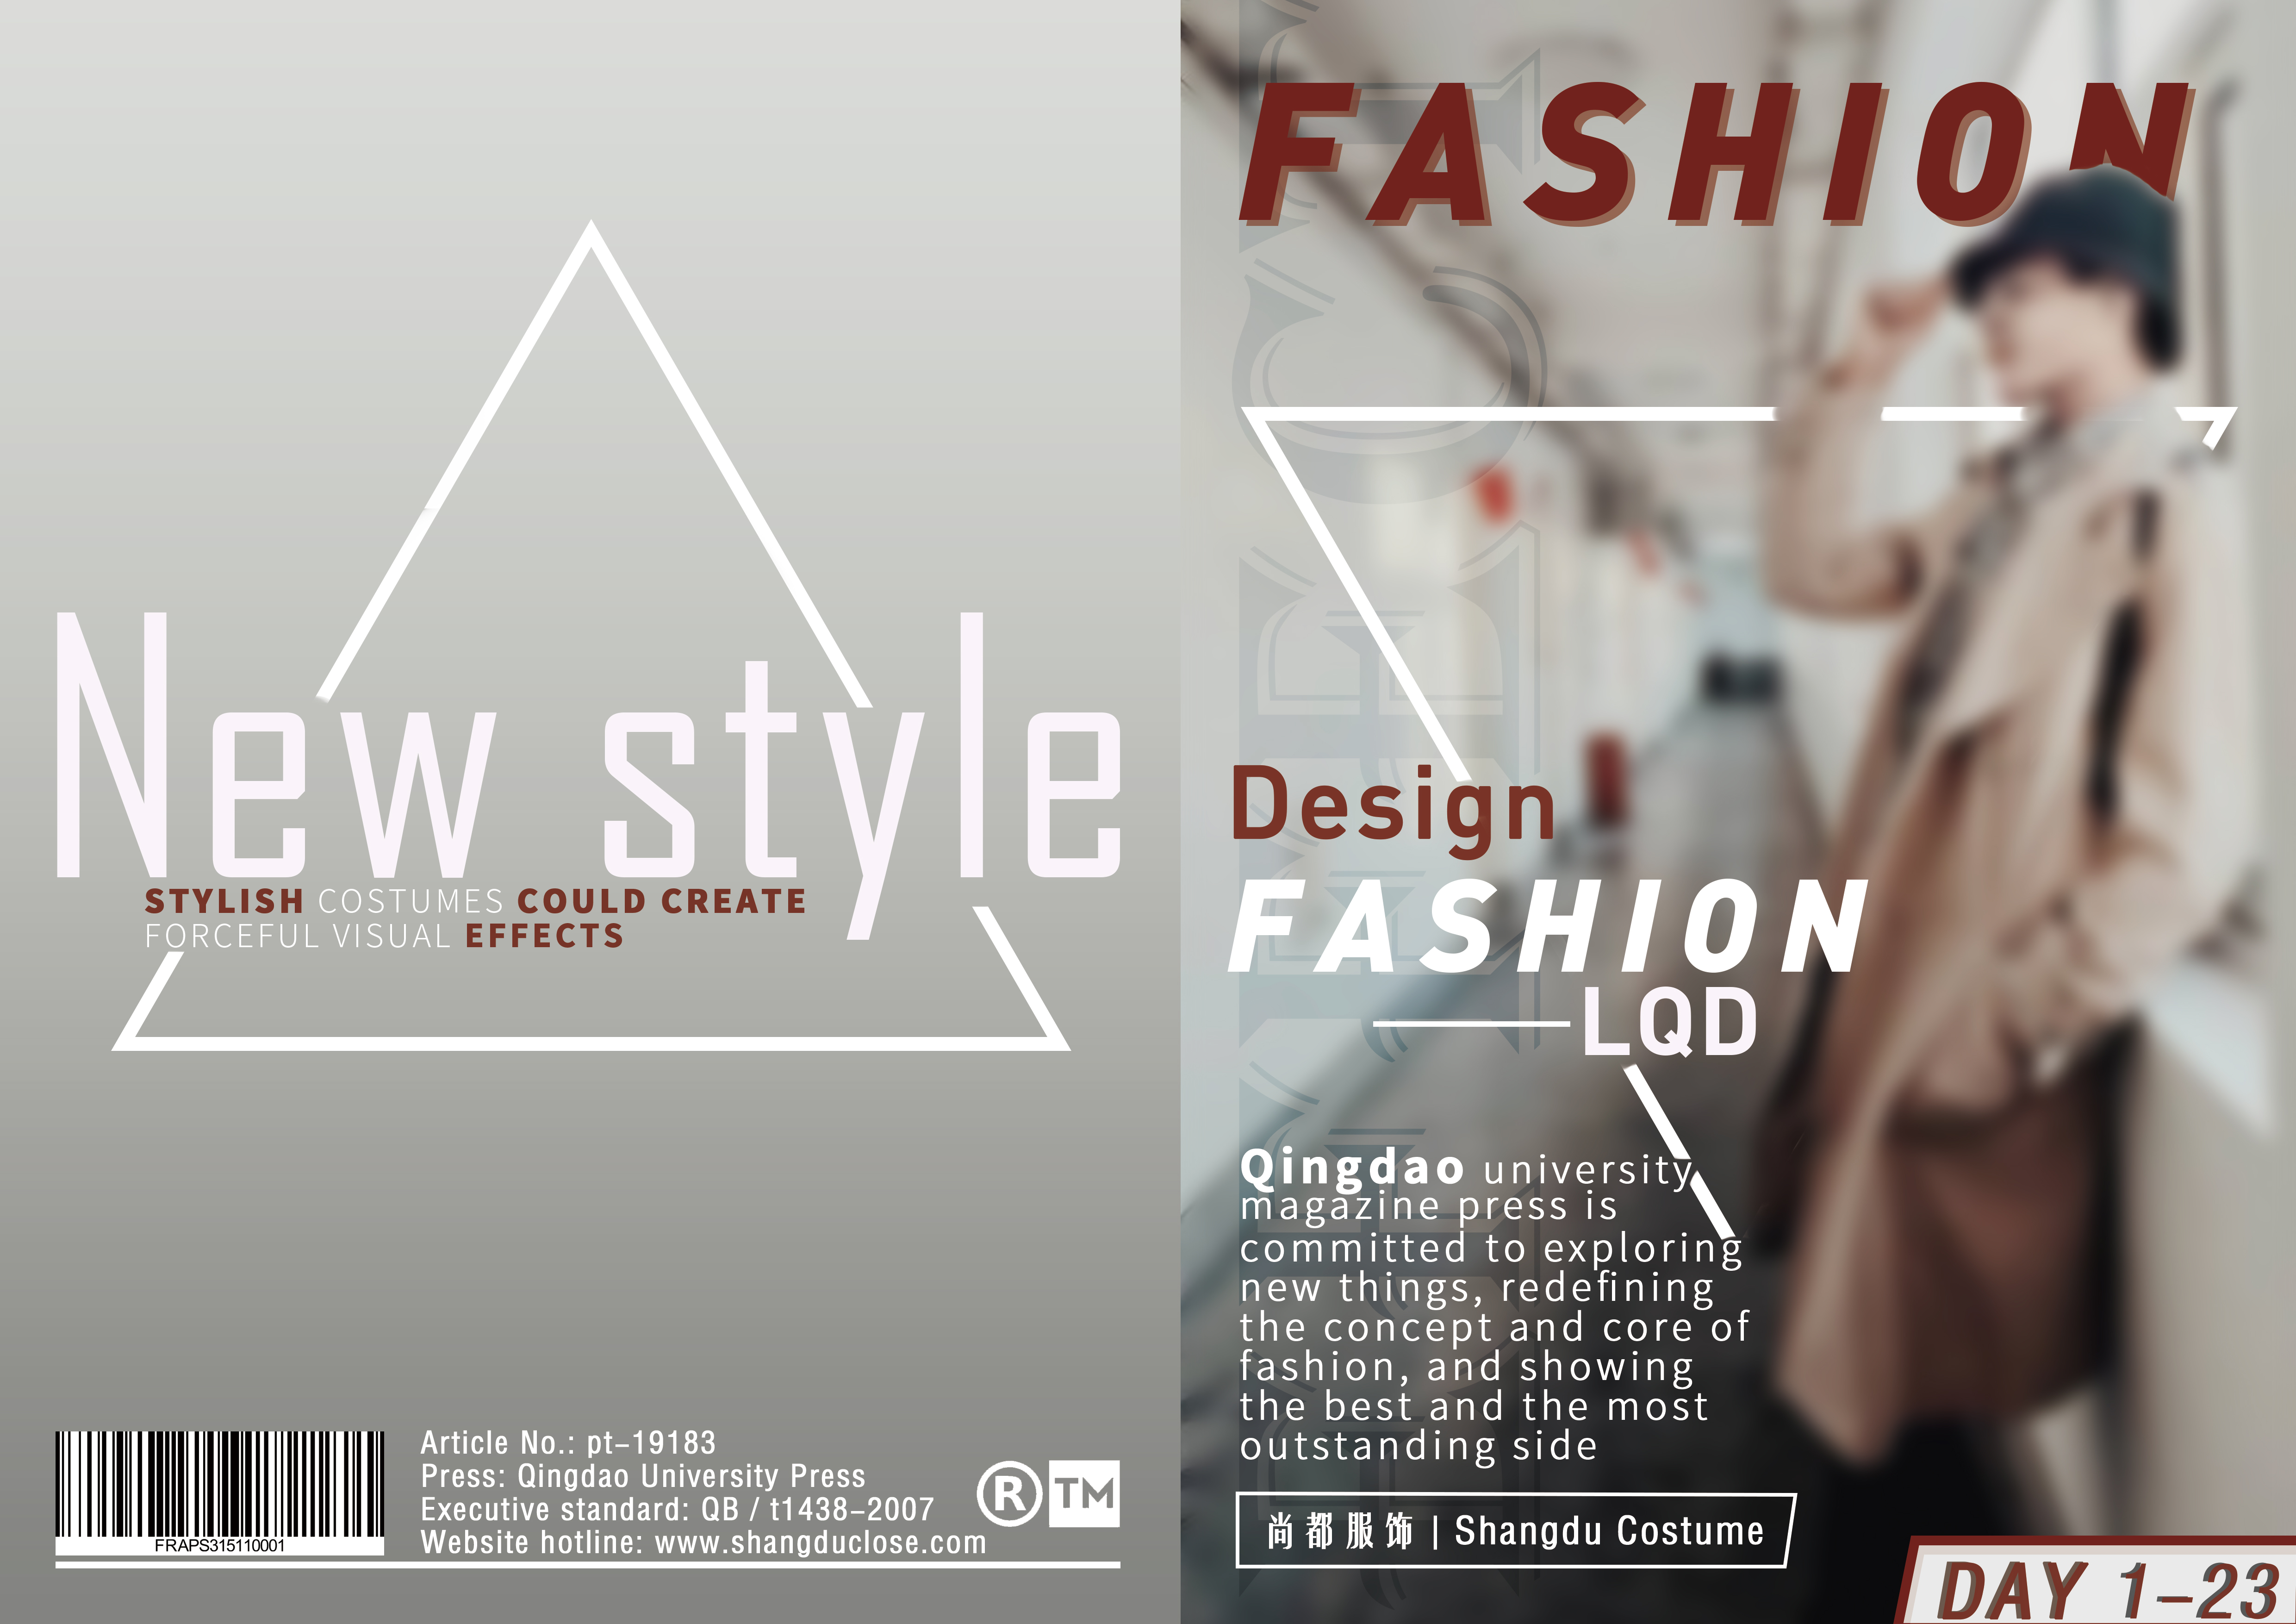 New style
STYLISH COSTUMES COULD CREATE
FORCEFUL VISUAL EFFECTS
FRAPS315110001
Article No.: pt-19183
Press: Qingdao University Press
Executive standard: QB / t1438-2007
Website hotline: www.shangduclose.com
® TM
FASHION
Design
FASHION
LQD
Qingdao university
magazine press is
committed to exploring
new things, redefining
the concept and core of
fashion, and showing
the best and the most
outstanding side
尚都服饰 | Shangdu Costume
DAY 1-23